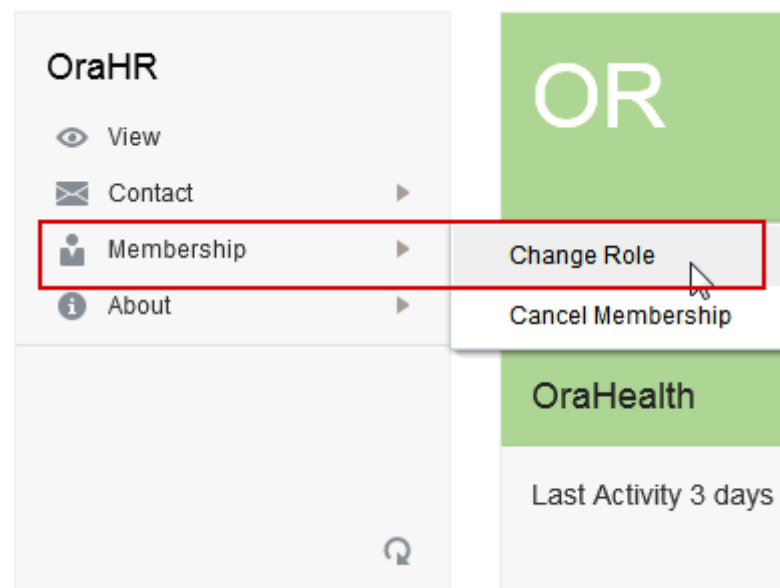 OraHR
View
Contact
Membership
About
Change Role
Cancel Membership
OR
OraHealth
Last Activity 3 days